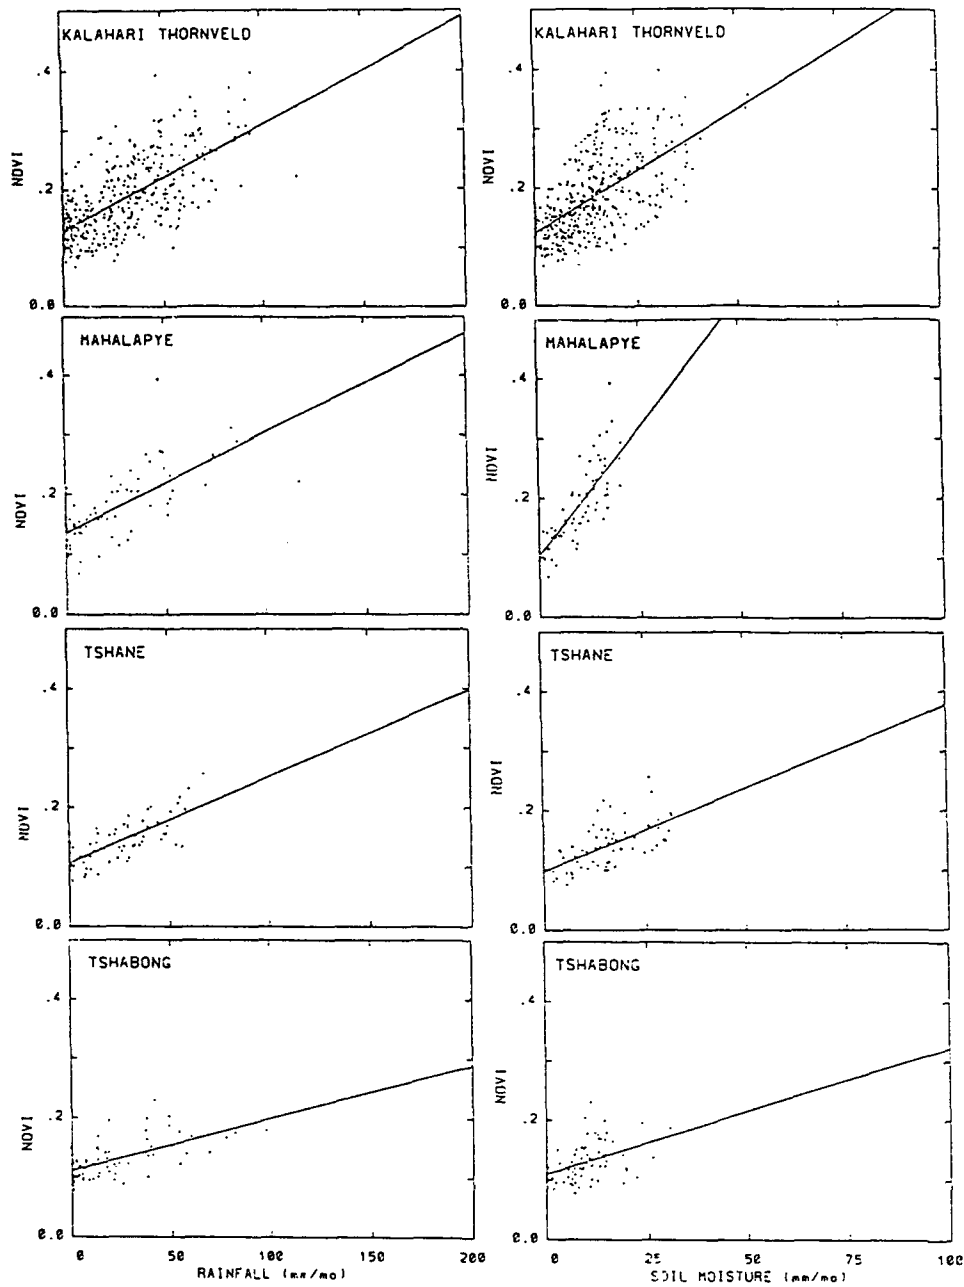 KALAHARI THORNVELD
.4
.2
0.0
NDVI
KALAHARI THORNVELD
.4
.2
0.0
NDVI
MAHALAPYE
.4
.2
0.0
NDVI
MAHALAPYE
.4
.2
0.0
NDVI
TSHANE
.4
.2
0.0
NDVI
TSHANE
.4
.2
0.0
NDVI
TSHABONG
.4
.2
0.0
NDVI
0 50 100 150 200
RAINFALL (mm/mo)
TSHABONG
.4
.2
0.0
NDVI
0 25 50 75 100
SOIL MOISTURE (mm/mo)